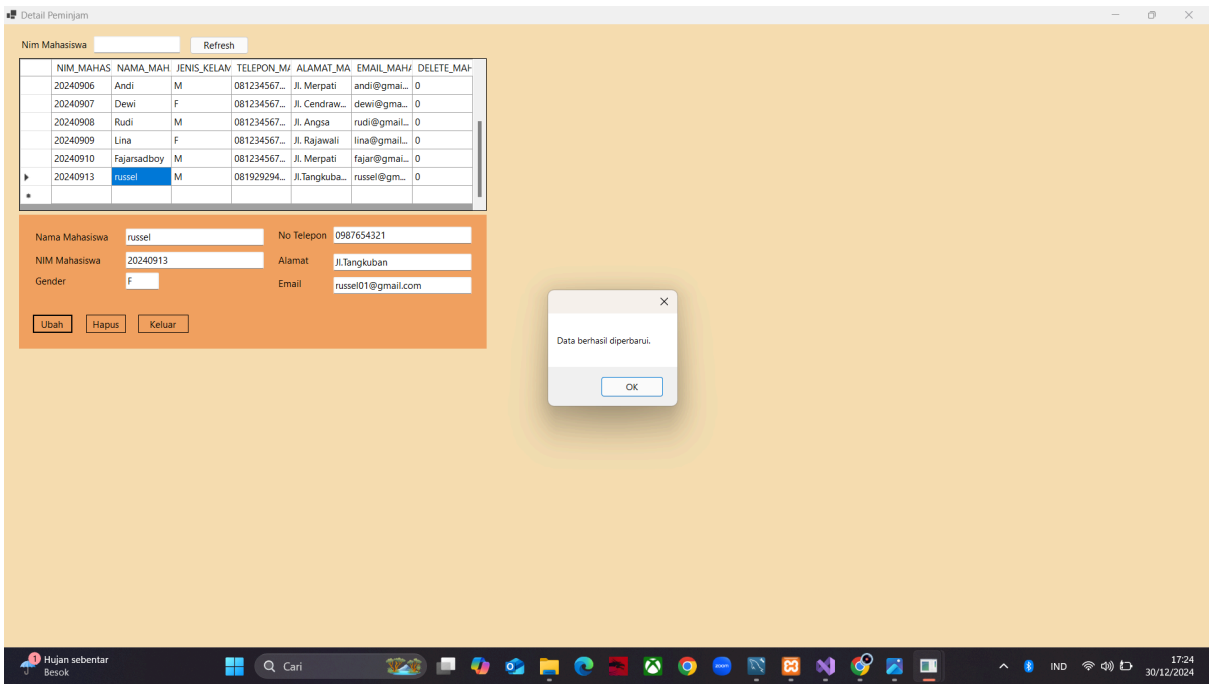 Detail Peminjam
Nim Mahasiswa Refresh
NIM_MAHAS NAMA_MAH JENIS_KELAM TELEPON_MA ALAMAT_MA EMAIL_MAHA DELETE_MAH
20240906 Andi M 081234567... Jl. Merpati andi@gmai... 0
20240907 Dewi F 081234567... Jl. Cendraw... dewi@gma... 0
20240908 Rudi M 081234567... Jl. Angsa rudi@gmail... 0
20240909 Lina F 081234567... Jl. Rajawali lina@gmail... 0
20240910 Fajarsadboy M 081234567... Jl. Merpati fajar@gmai... 0
20240913 russel M 081929294... Jl.Tangkuba... russel@gm... 0
Nama Mahasiswa russel No Telepon 0987654321
NIM Mahasiswa 20240913 Alamat Jl.Tangkuban
Gender F Email russel01@gmail.com
Ubah Hapus Keluar
Data berhasil diperbarui.
OK
1 Hujan sebentar
Besok
Cari
zoom
IND
17:24
30/12/2024